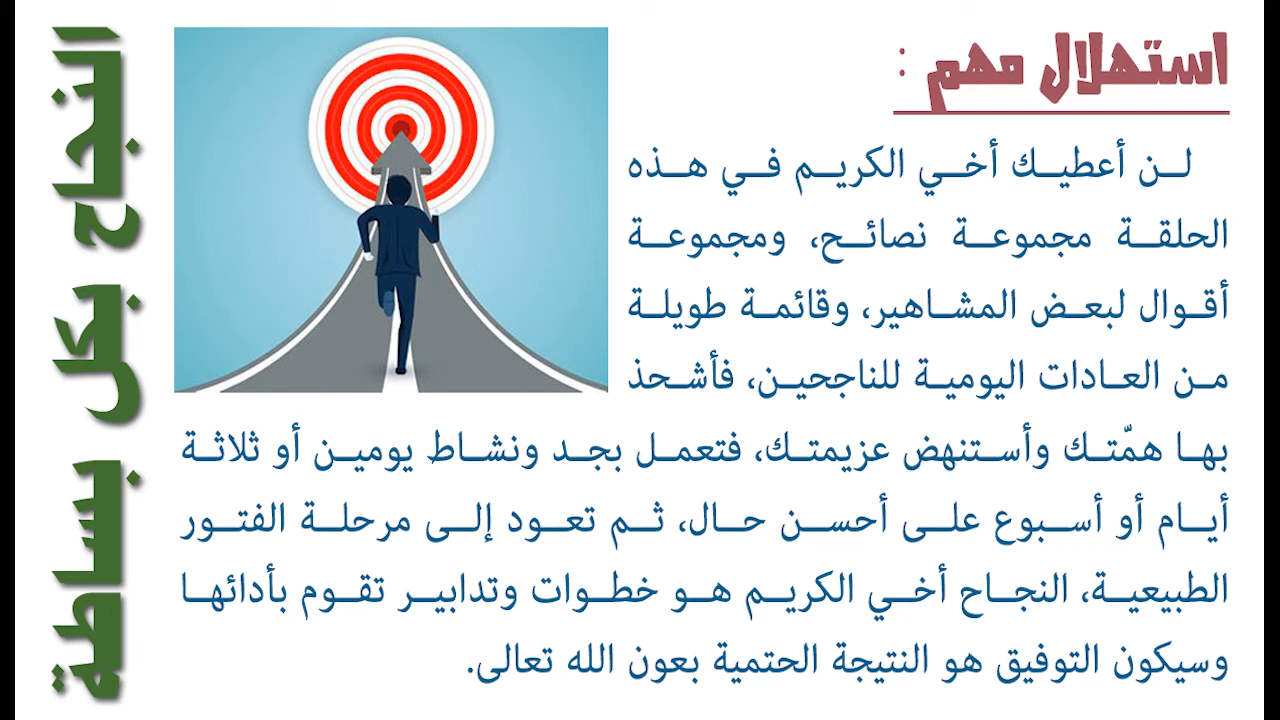 استهلال مهم :
لن أعطيك أخي الكريم في هذه
الحلقة مجموعة نصائح، ومجموعة
أقوال لبعض المشاهير، وقائمة طويلة
من العادات اليومية للناجحين، فأشحذ
بها همّتك وأستنهض عزيمتك، فتعمل بجد ونشاط يومين أو ثلاثة
أيام أو أسبوع على أحسن حال، ثم تعود إلى مرحلة الفتور
الطبيعية، النجاح أخي الكريم هو خطوات وتدابير تقوم بأدائها
وسيكون التوفيق هو النتيجة الحتمية بعون الله تعالى.
النجاح بكل بساطة